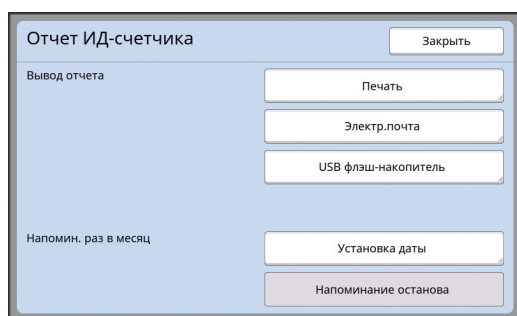 Отчет ИД-счетчика
Закрыть
Вывод отчета
Печать
Электр.почта
USB флэш-накопитель
Напомин. раз в месяц
Установка даты
Напоминание останова